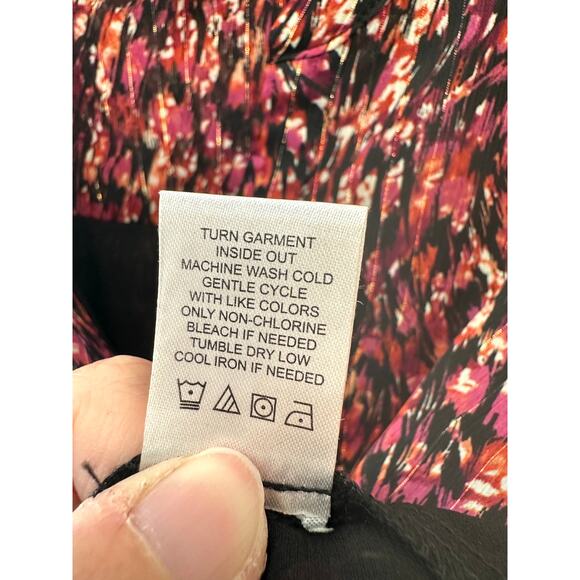 TURN GARMENT
INSIDE OUT
MACHINE WASH COLD
GENTLE CYCLE
WITH LIKE COLORS
ONLY NON-CHLORINE
BLEACH IF NEEDED
TUMBLE DRY LOW
COOL IRON IF NEEDED